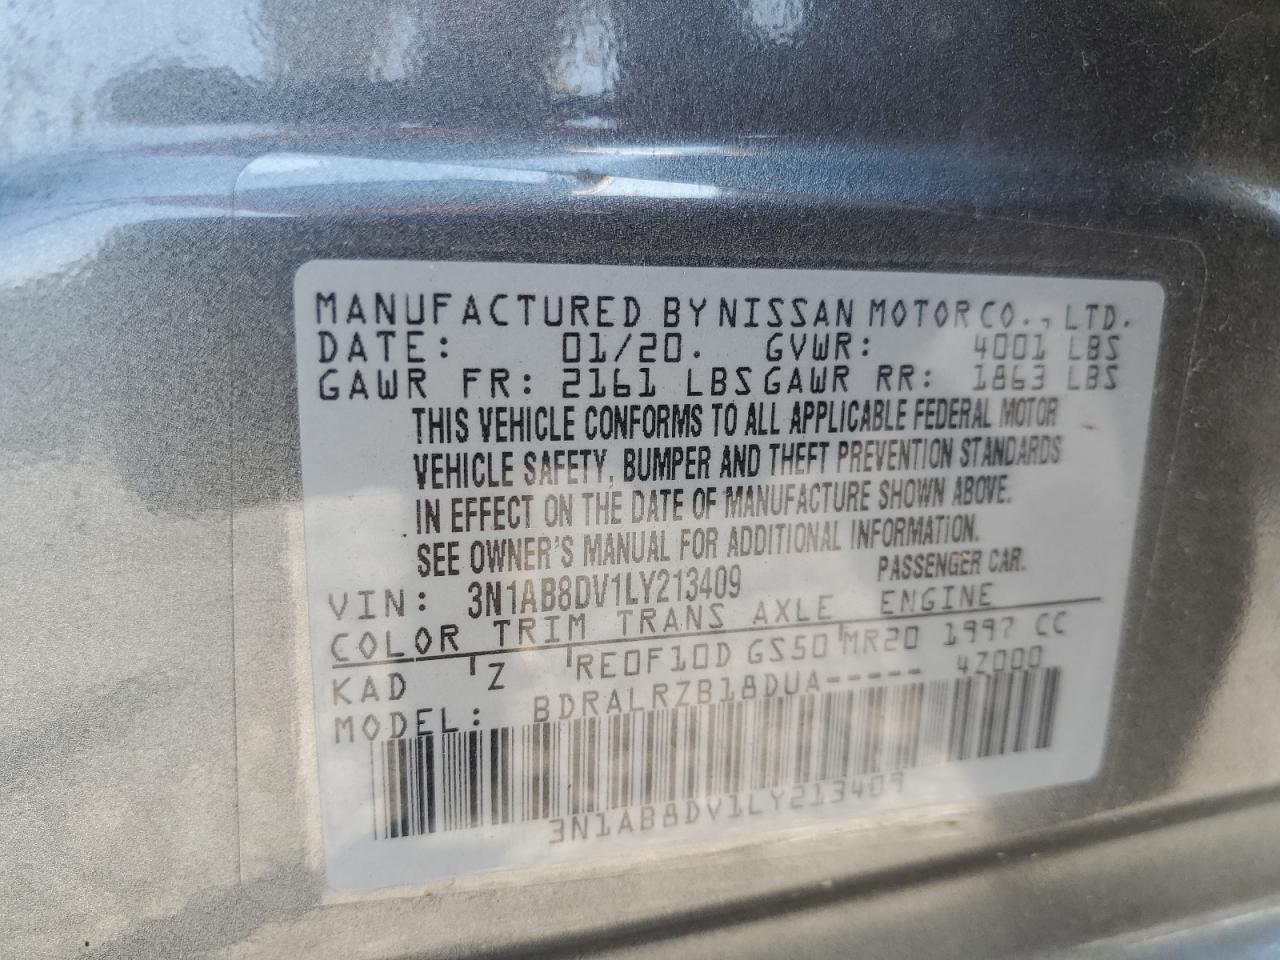 MANUFACTURED BY NISSAN MOTOR CO., LTD.
DATE: 01/20. GVWR: 4001 LBS
GAWR FR: 2161 LBS GAWR RR: 1863 LBS
THIS VEHICLE CONFORMS TO ALL APPLICABLE FEDERAL MOTOR
VEHICLE SAFETY, BUMPER AND THEFT PREVENTION STANDARDS
IN EFFECT ON THE DATE OF MANUFACTURE SHOWN ABOVE.
SEE OWNER'S MANUAL FOR ADDITIONAL INFORMATION.
VIN: 3N1AB8DV1LY213409 PASSENGER CAR.
COLOR TRIM TRANS AXLE ENGINE
KAD Z RE0F10D GS50 MR20 1997 CC
MODEL: BDRALRZB18DUA----- 4Z000
3N1AB8DV1LY213409